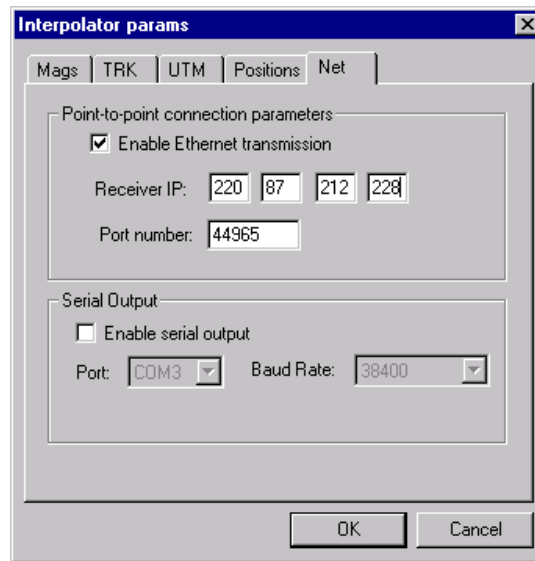 Interpolator params
Mags TRK UTM Positions Net
Point-to-point connection parameters
Enable Ethernet transmission
Receiver IP: 220 87 212 228
Port number: 44965
Serial Output
Enable serial output
Port: COM3 Baud Rate: 38400
OK Cancel